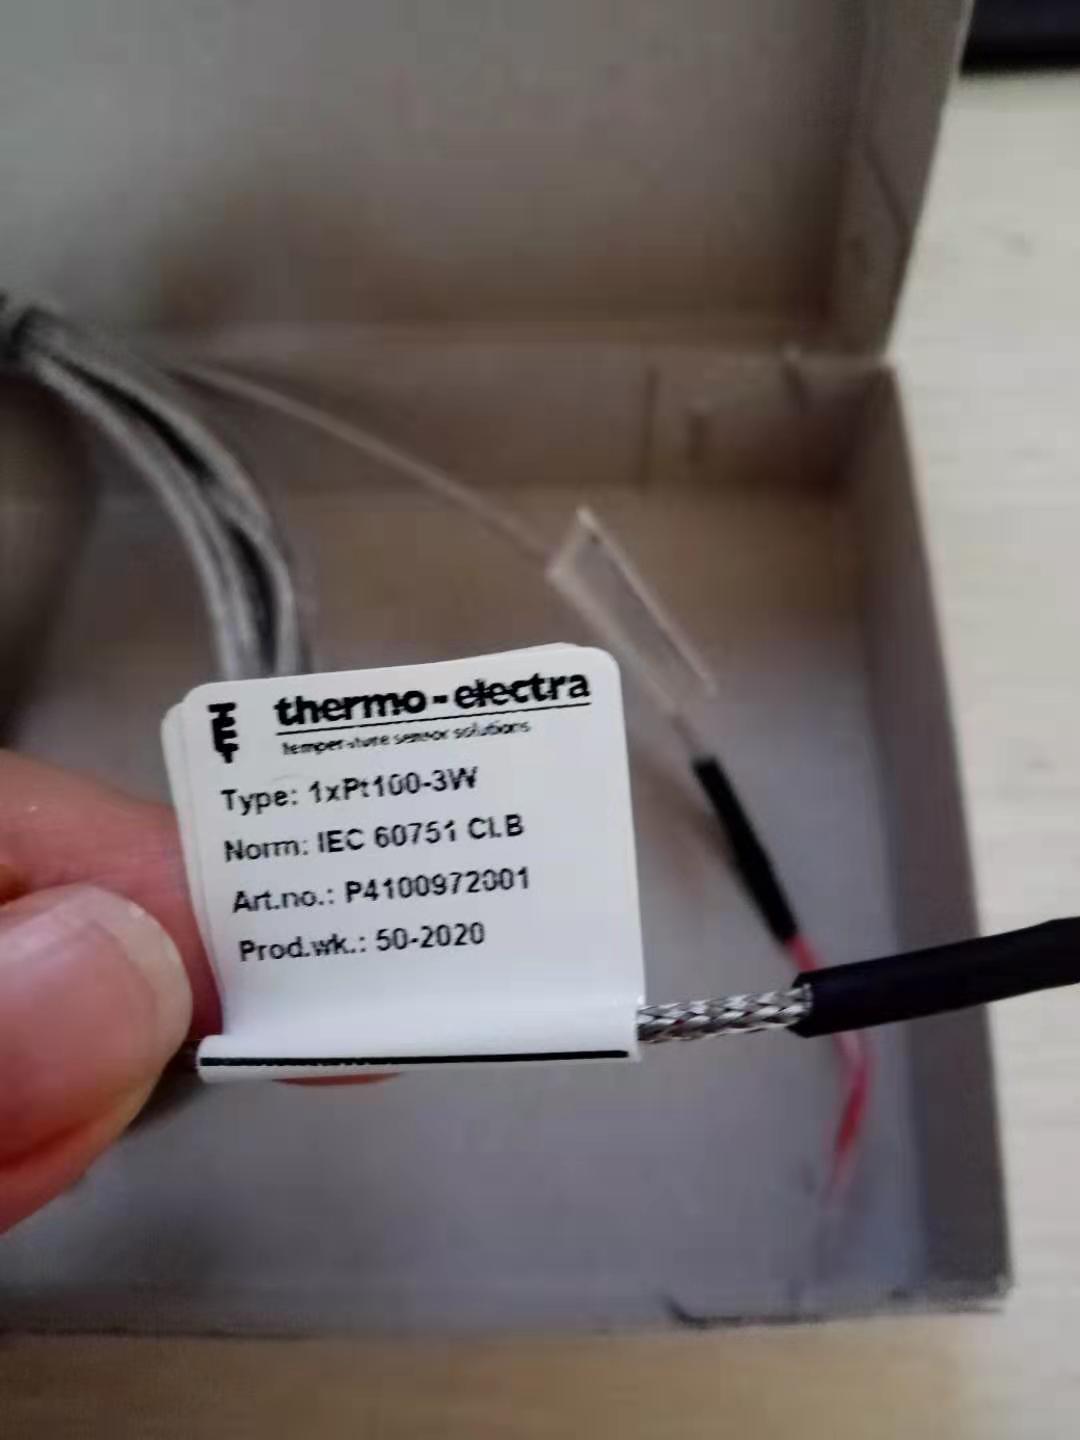 thermo-electra
temperature sensor solutions
Type: 1xPt100-3W
Norm: IEC 60751 Cl.B
Art.no.: P4100972001
Prod.wk.: 50-2020